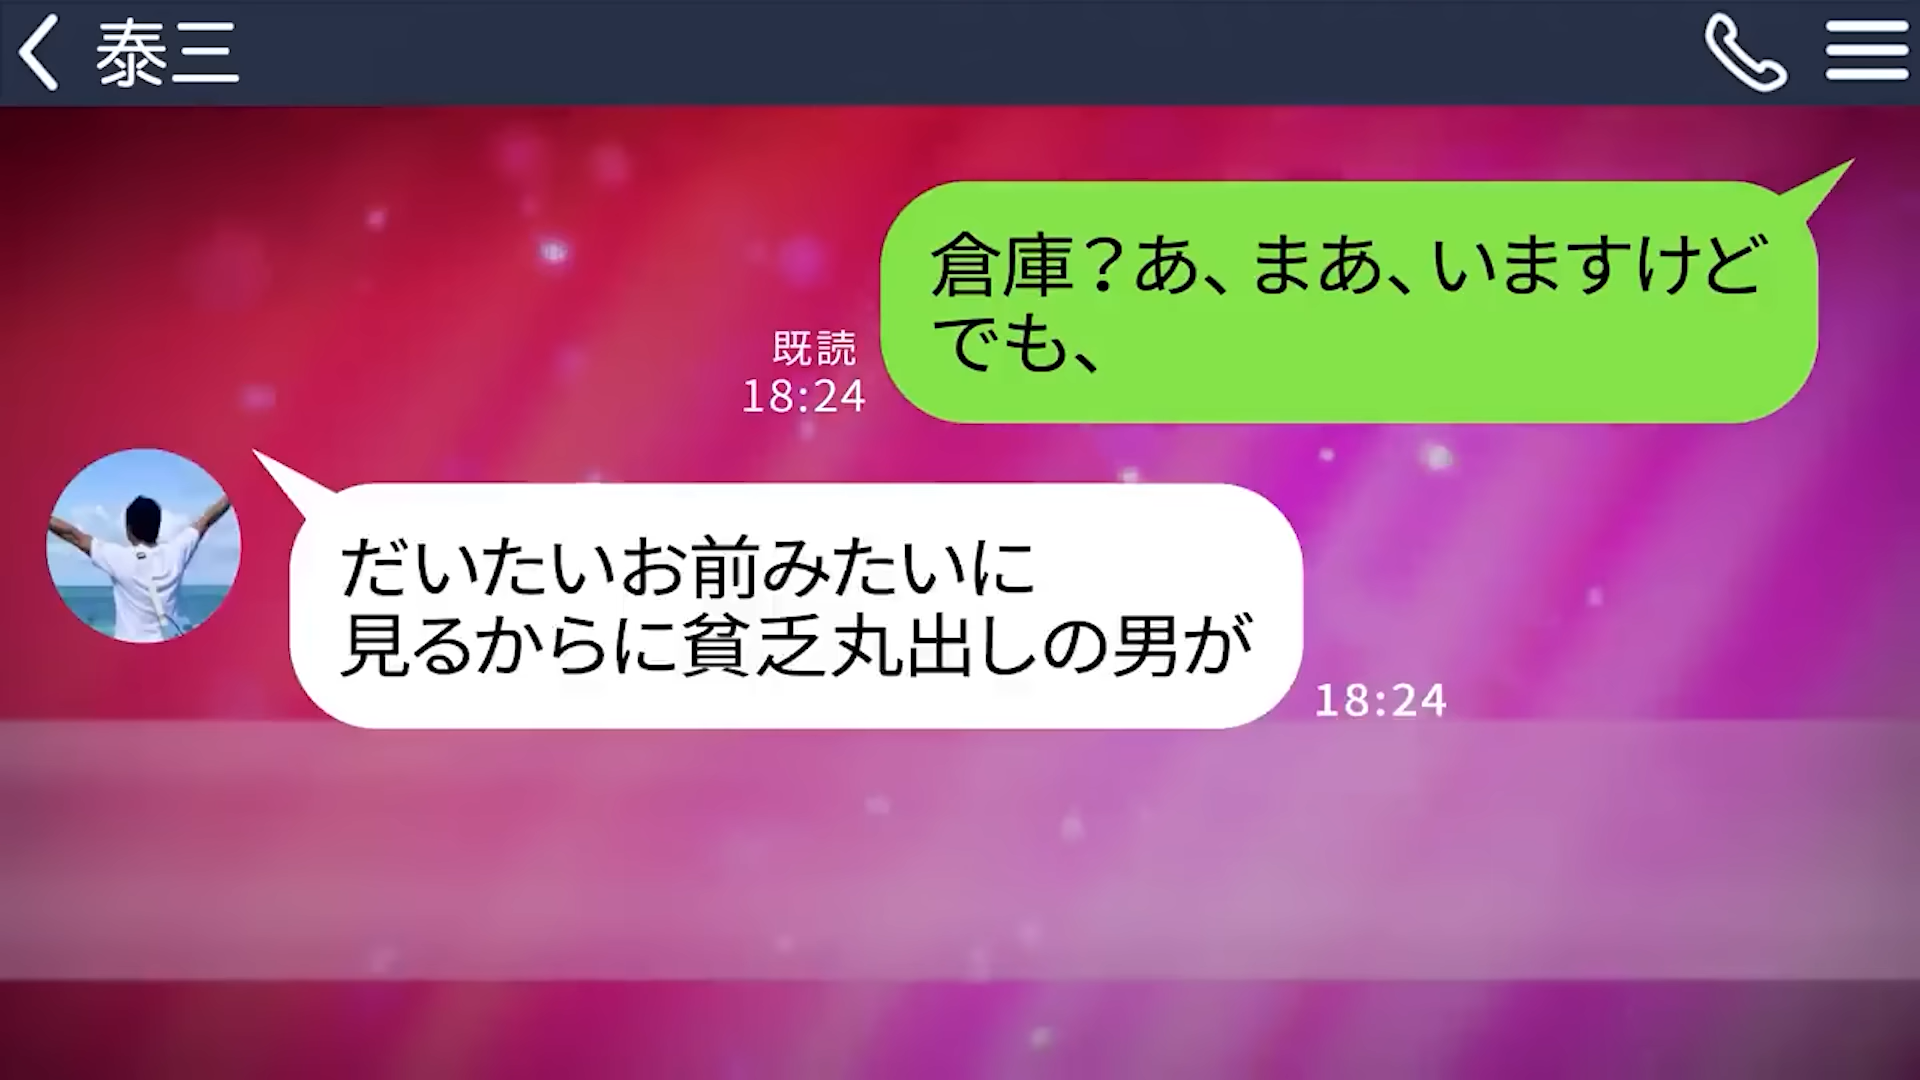 泰三
倉庫？あ、まあ、いますけど
でも、
既読
18:24
だいたいお前みたいに
見るからに貧乏丸出しの男が
18:24